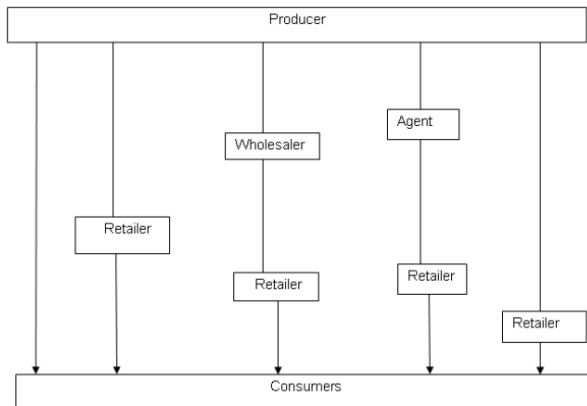 Producer
Agent
Wholesaler
Retailer
Retailer
Retailer
Retailer
Consumers